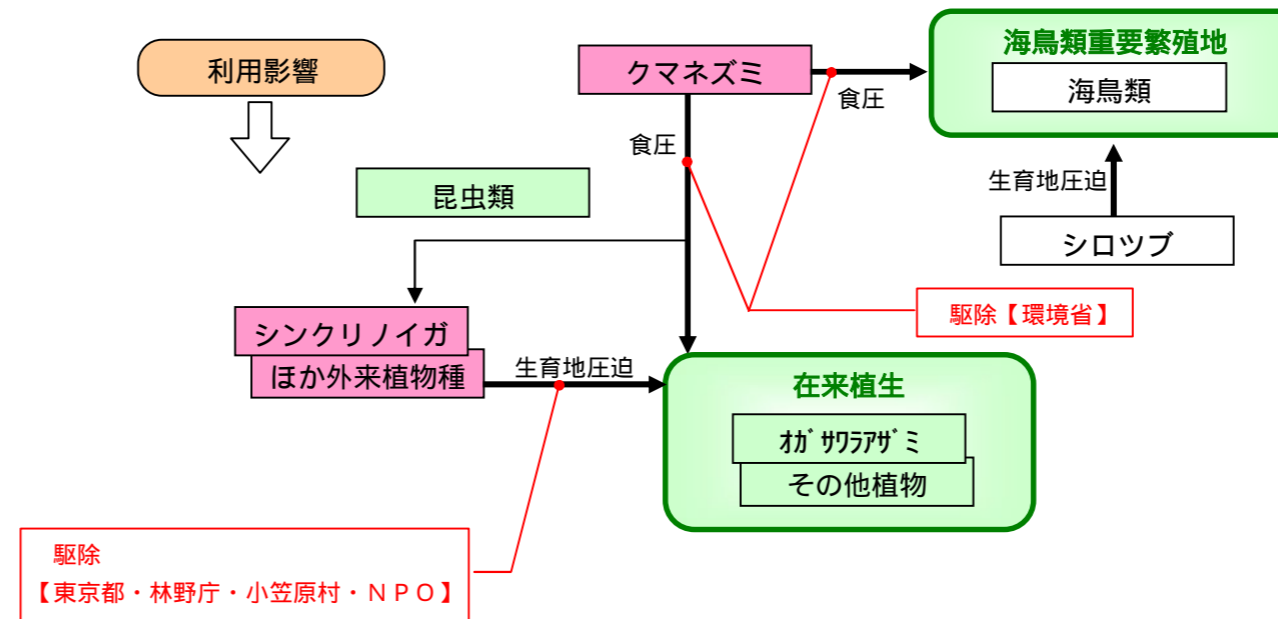 利用影響
クマネズミ
海鳥類重要繁殖地
海鳥類
食圧
食圧
生育地圧迫
シロツブ
昆虫類
駆除【環境省】
シンクリノイガ
ほか外来植物種
生育地圧迫
在来植生
ｵｶﾞｻﾜﾗｱｻﾞﾐ
その他植物
駆除
【東京都・林野庁・小笠原村・ＮＰＯ】